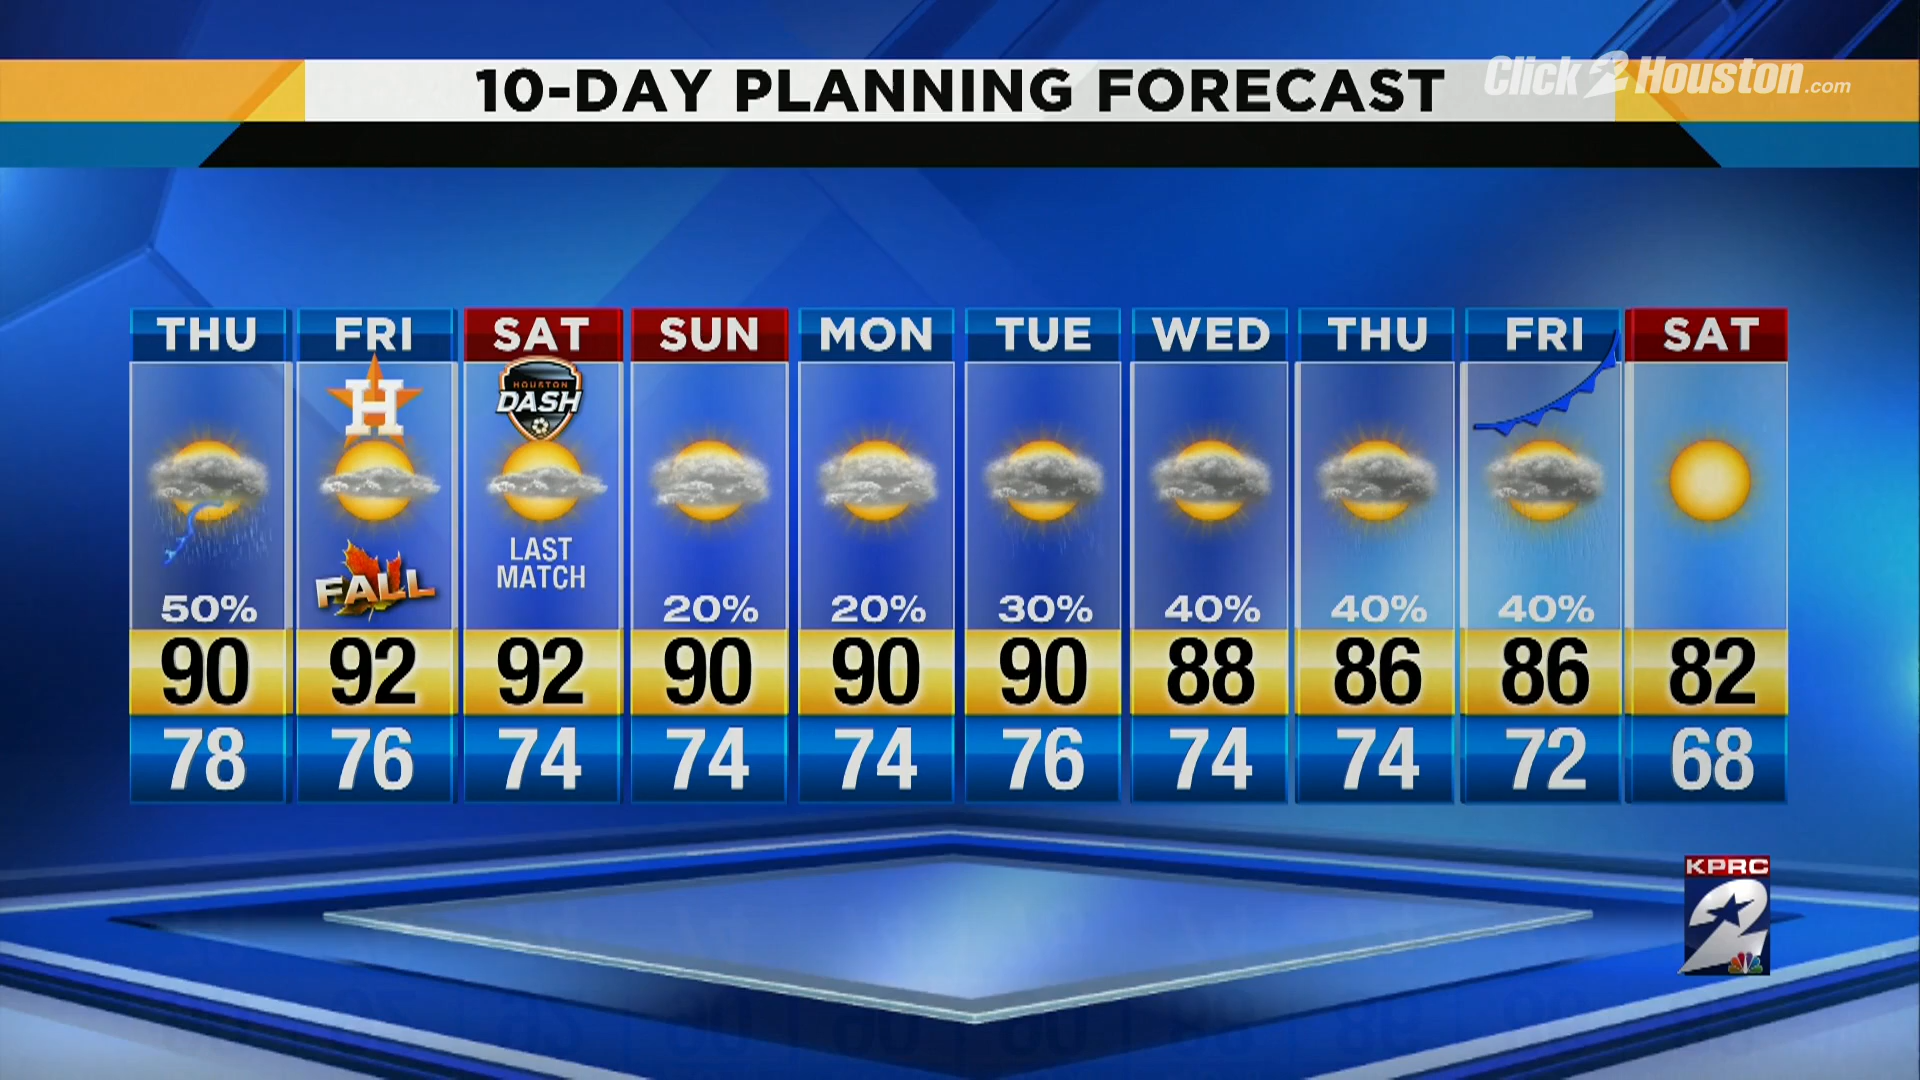 10-DAY PLANNING FORECAST
Click2Houston.com
THU FRI SAT SUN MON TUE WED THU FRI SAT
H
HOUSTON
DASH
LAST
MATCH
FALL
50% 20% 20% 30% 40% 40% 40%
90 92 92 90 90 90 88 86 86 82
78 76 74 74 74 76 74 74 72 68
KPRC
2